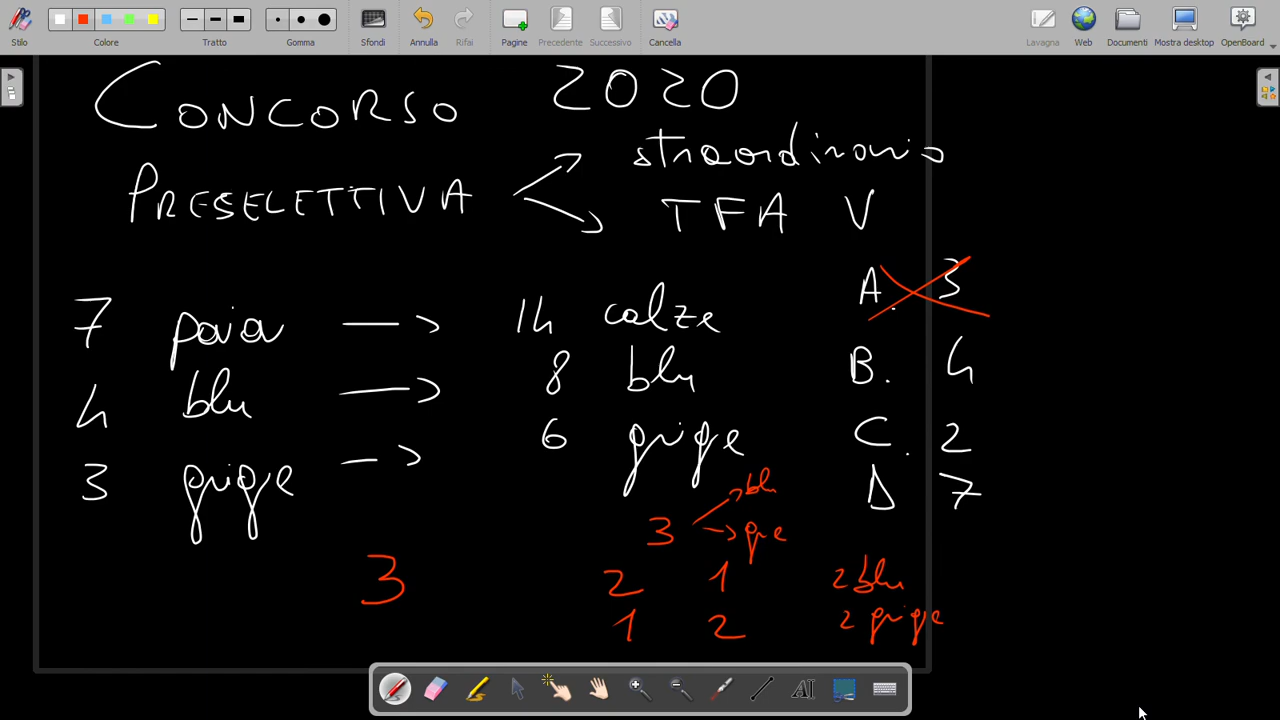 Stilo
Colore
Tratto
Gomma
Sfondi
Annulla
Rifai
Pagine
Precedente
Successivo
Cancella
Lavagna
Web
Documenti
Mostra desktop
OpenBoard
CONCORSO 2020
PRESELETTIVA
straordinario
TFA V
A 3
7 paia 14 calze
B. 4
4 blu 8 blu
C. 2
3 grige 6 grige
D 7
3 blu
gre
3
2 1 2 blu
1 2 2 grige
AI